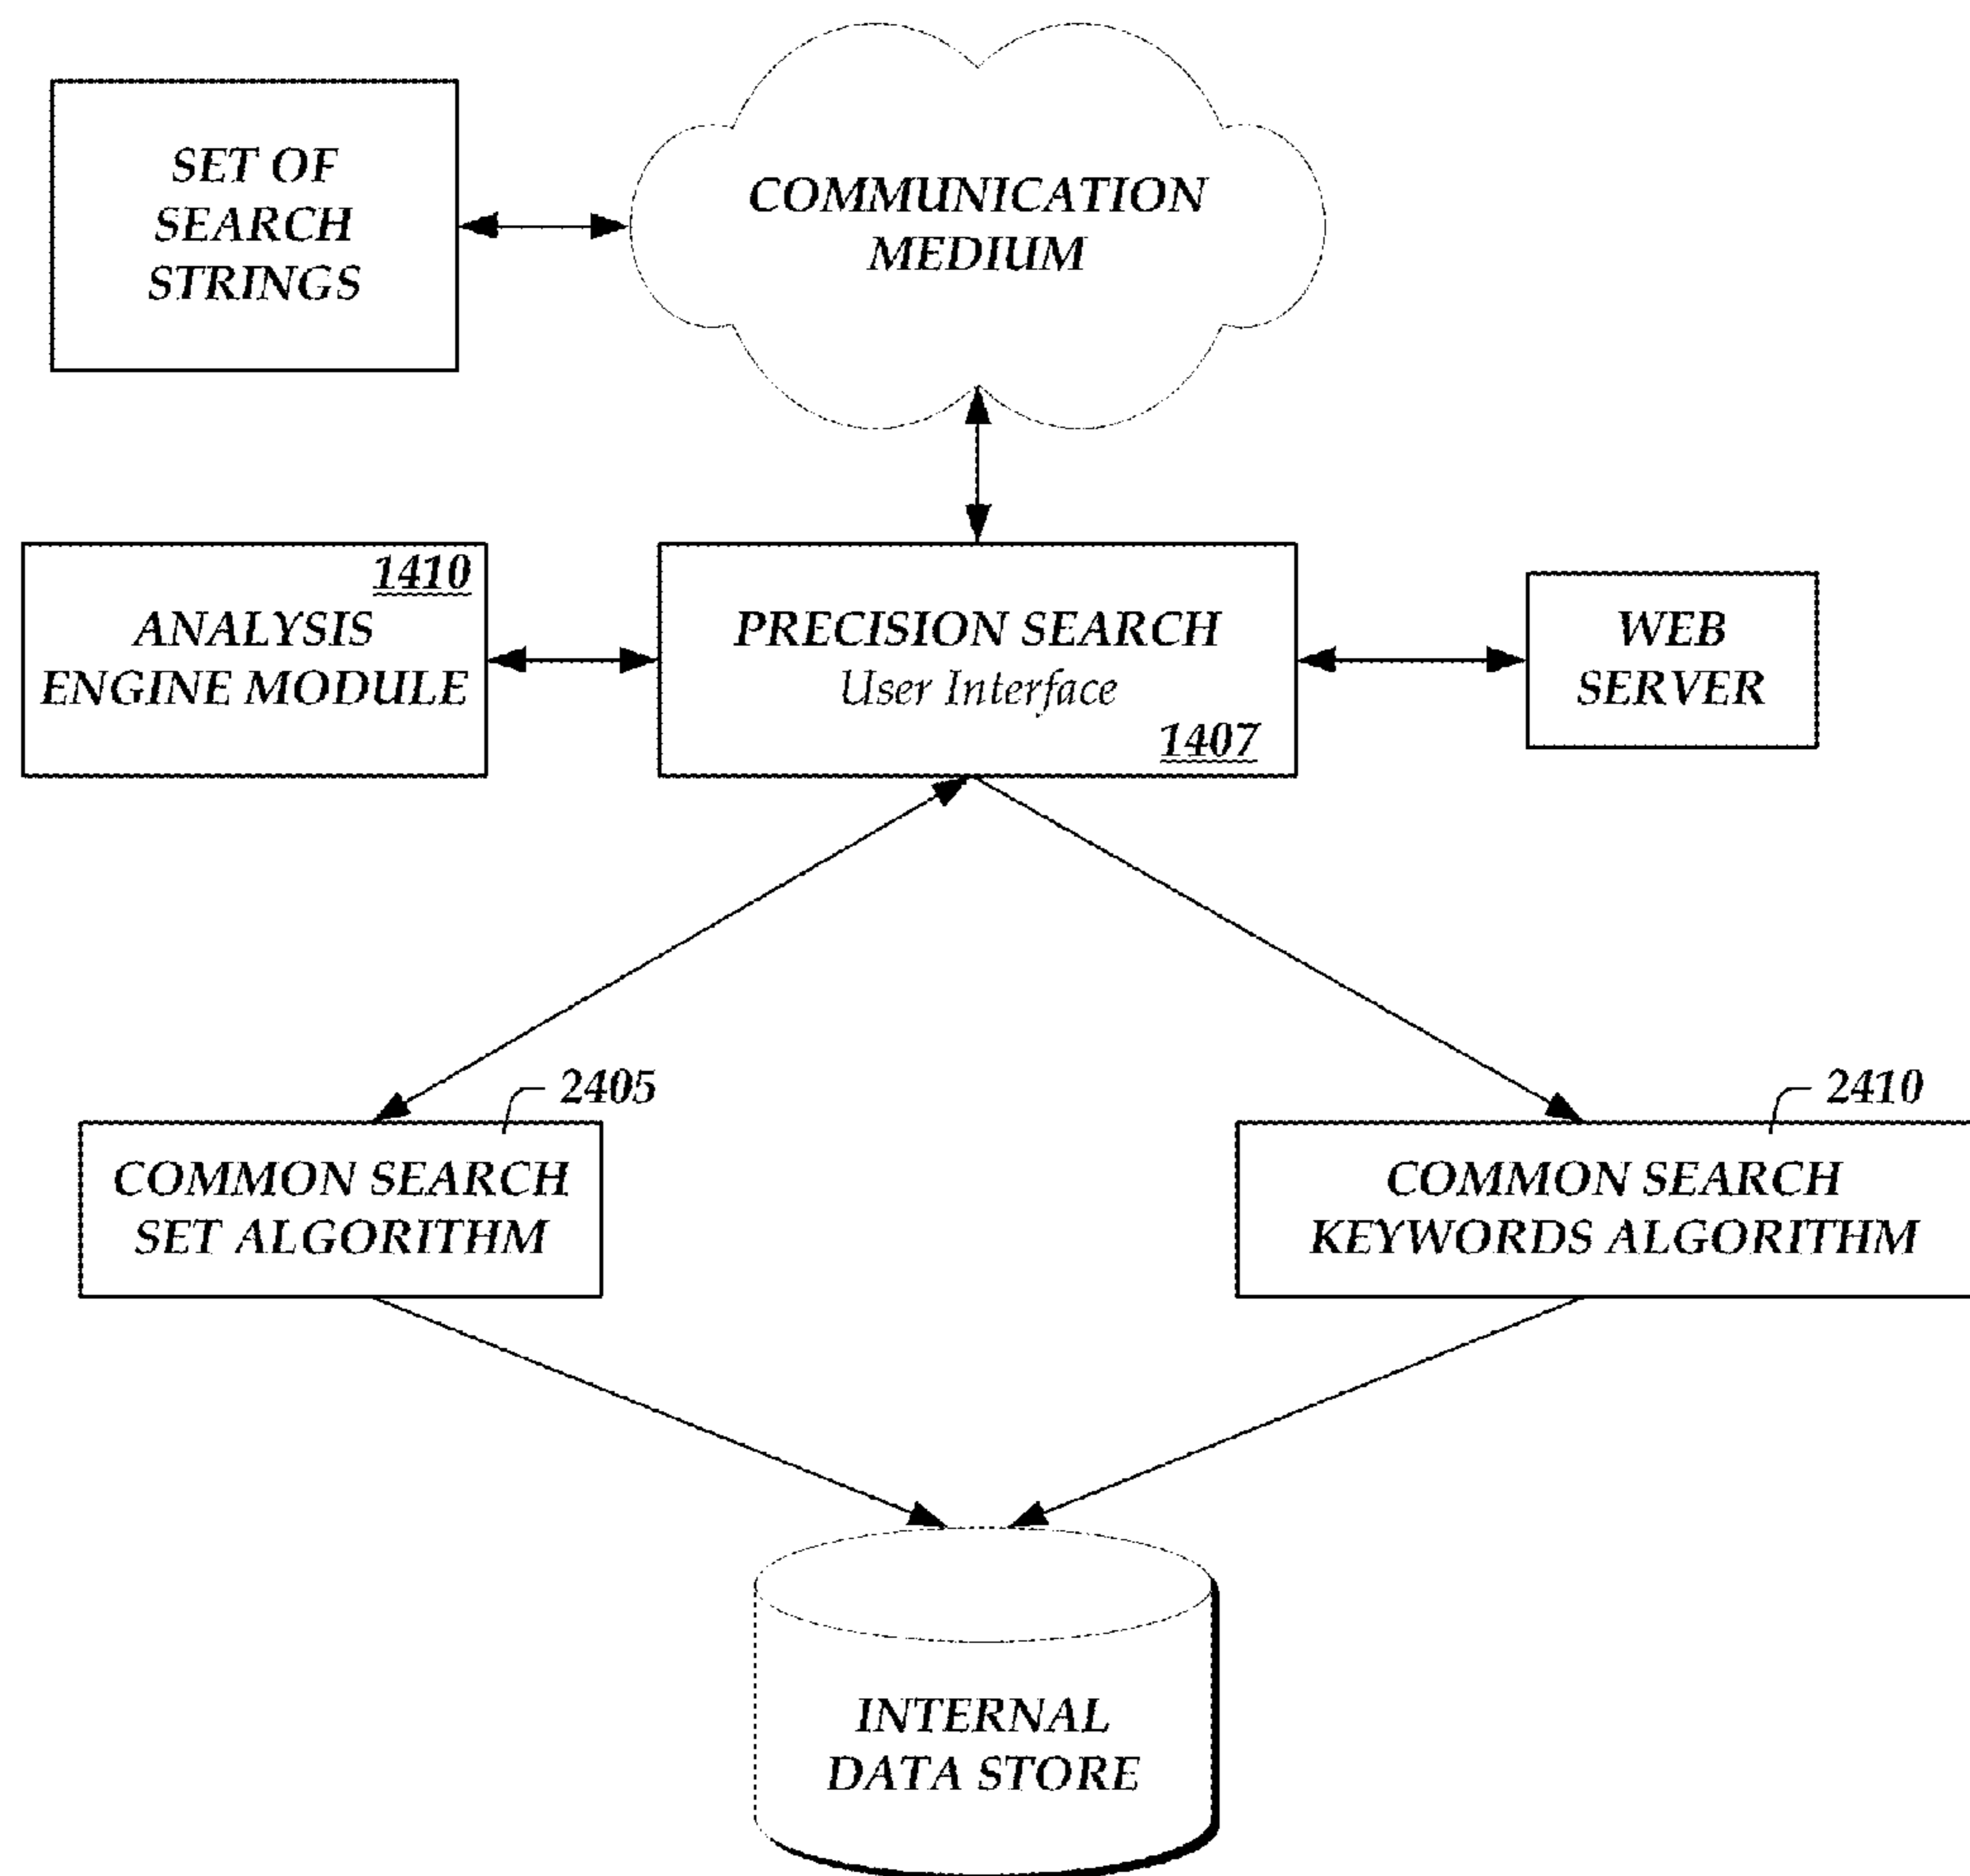 SET OF
SEARCH
STRINGS
COMMUNICATION
MEDIUM
1410
ANALYSIS
ENGINE MODULE
PRECISION SEARCH
User Interface
1407
WEB
SERVER
2405
COMMON SEARCH
SET ALGORITHM
2410
COMMON SEARCH
KEYWORDS ALGORITHM
INTERNAL
DATA STORE